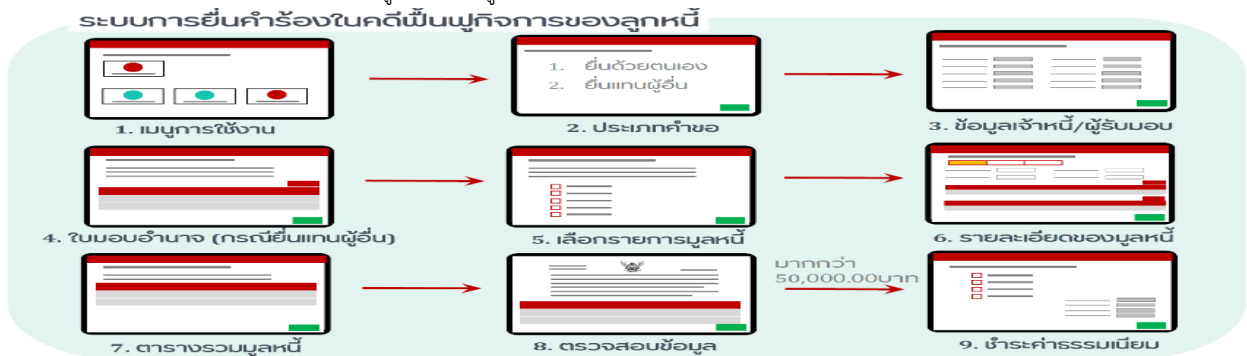 ระบบการยื่นคำร้องในคดีฟื้นฟูกิจการของลูกหนี้
1. ยื่นด้วยตนเอง
2. ยื่นแทนผู้อื่น
1. เมนูการใช้งาน
2. ประเภทคำขอ
3. ข้อมูลเจ้าหนี้/ผู้รับมอบ
4. ใบมอบอำนาจ (กรณียื่นแทนผู้อื่น)
5. เลือกรายการมูลหนี้
6. รายละเอียดของมูลหนี้
มากกว่า
50,000.00บาท
7. ตารางรวมมูลหนี้
8. ตรวจสอบข้อมูล
9. ชำระค่าธรรมเนียม